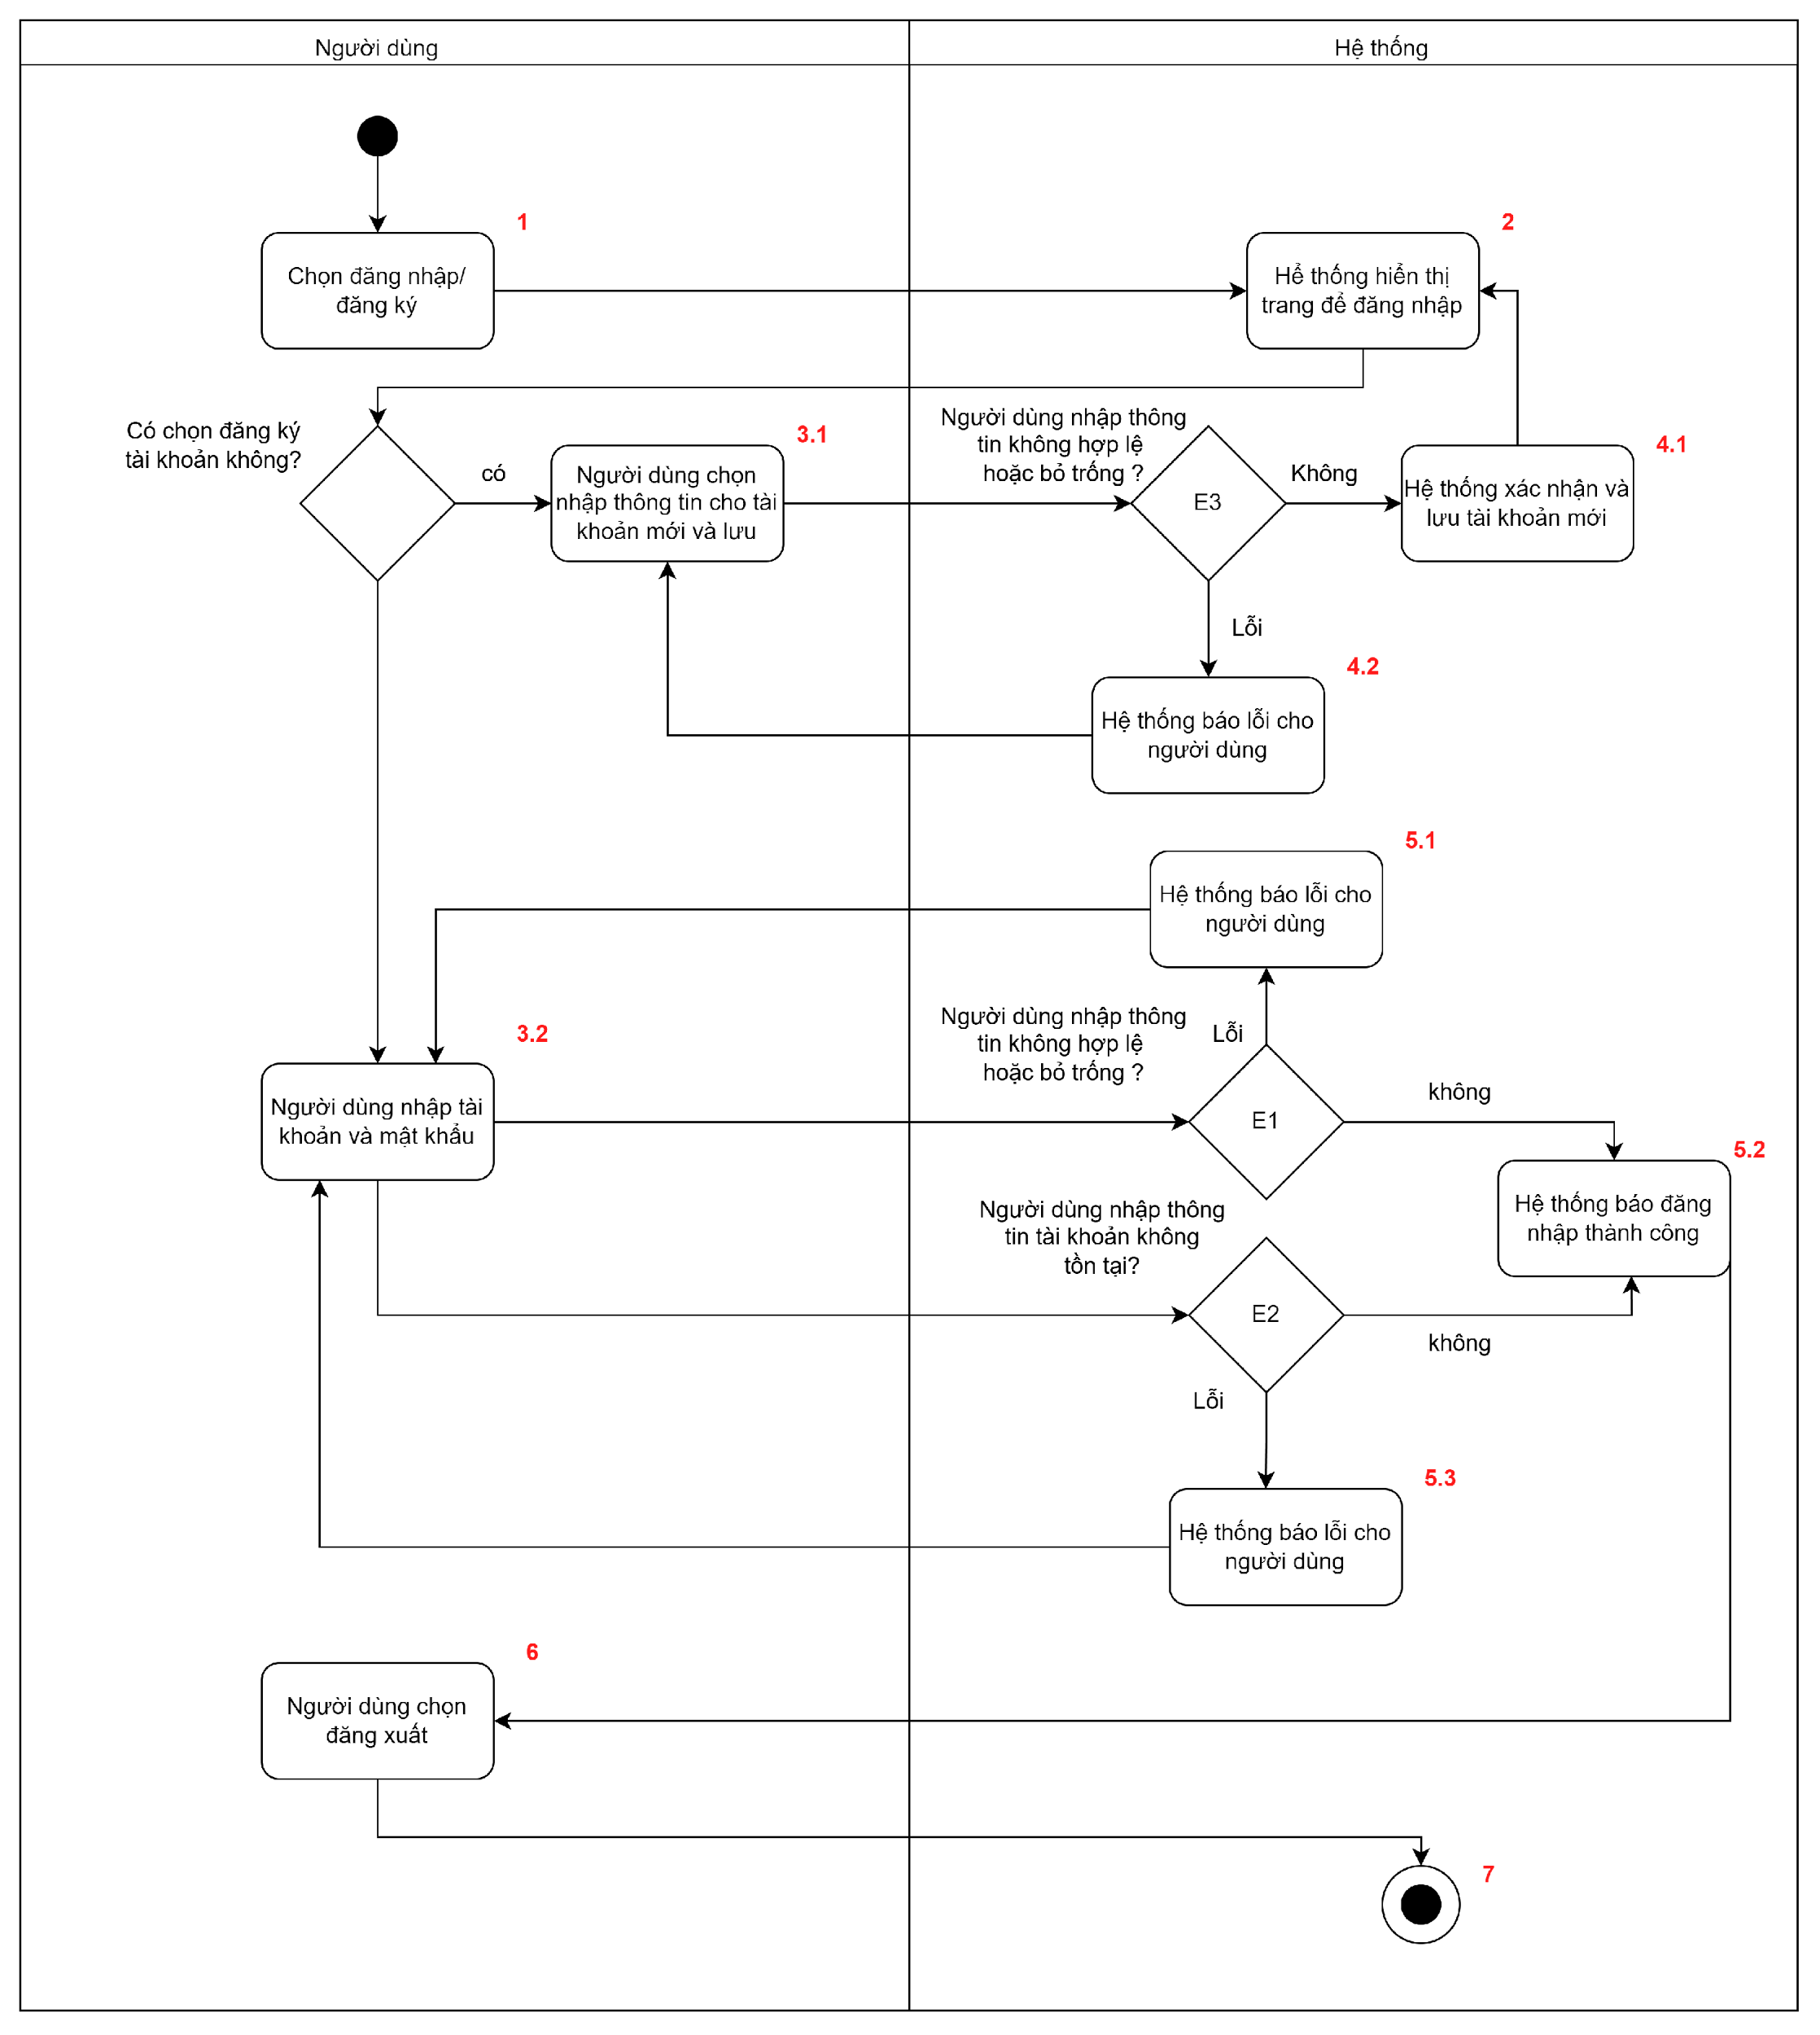 Người dùng
Hệ thống
1
2
Chọn đăng nhập/
đăng ký
Hể thống hiển thị
trang để đăng nhập
Có chọn đăng ký
tài khoản không?
có
3.1
Người dùng chọn
nhập thông tin cho tài
khoản mới và lưu
Người dùng nhập thông
tin không hợp lệ
hoặc bỏ trống ?
E3
Không
4.1
Hệ thống xác nhận và
lưu tài khoản mới
Lỗi
4.2
Hệ thống báo lỗi cho
người dùng
5.1
Hệ thống báo lỗi cho
người dùng
3.2
Người dùng nhập tài
khoản và mật khẩu
Người dùng nhập thông
tin không hợp lệ
hoặc bỏ trống ?
Lỗi
E1
không
5.2
Hệ thống báo đăng
nhập thành công
Người dùng nhập thông
tin tài khoản không
tồn tại?
E2
không
Lỗi
5.3
Hệ thống báo lỗi cho
người dùng
6
Người dùng chọn
đăng xuất
7